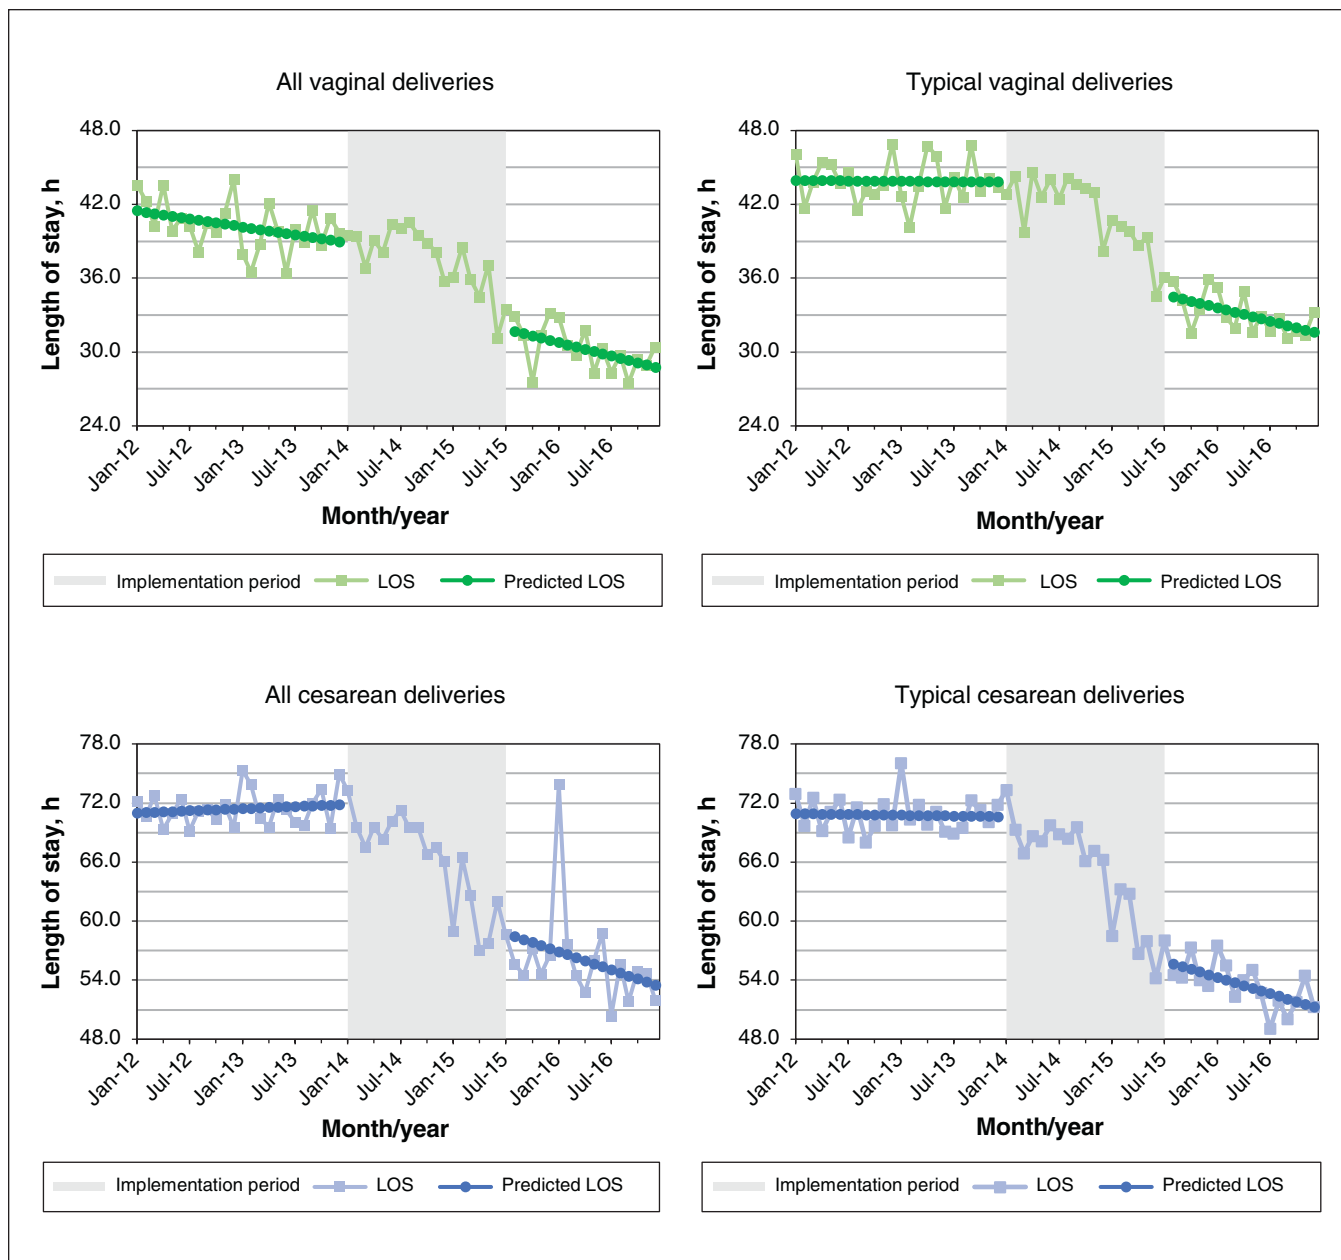 All vaginal deliveries
Length of stay, h
48.0
42.0
36.0
30.0
24.0
Jan-12
Jul-12
Jan-13
Jul-13
Jan-14
Jul-14
Jan-15
Jul-15
Jan-16
Jul-16
Month/year
Implementation period LOS Predicted LOS
Typical vaginal deliveries
Length of stay, h
48.0
42.0
36.0
30.0
24.0
Jan-12
Jul-12
Jan-13
Jul-13
Jan-14
Jul-14
Jan-15
Jul-15
Jan-16
Jul-16
Month/year
Implementation period LOS Predicted LOS
All cesarean deliveries
Length of stay, h
78.0
72.0
66.0
60.0
54.0
48.0
Jan-12
Jul-12
Jan-13
Jul-13
Jan-14
Jul-14
Jan-15
Jul-15
Jan-16
Jul-16
Month/year
Implementation period LOS Predicted LOS
Typical cesarean deliveries
Length of stay, h
78.0
72.0
66.0
60.0
54.0
48.0
Jan-12
Jul-12
Jan-13
Jul-13
Jan-14
Jul-14
Jan-15
Jul-15
Jan-16
Jul-16
Month/year
Implementation period LOS Predicted LOS